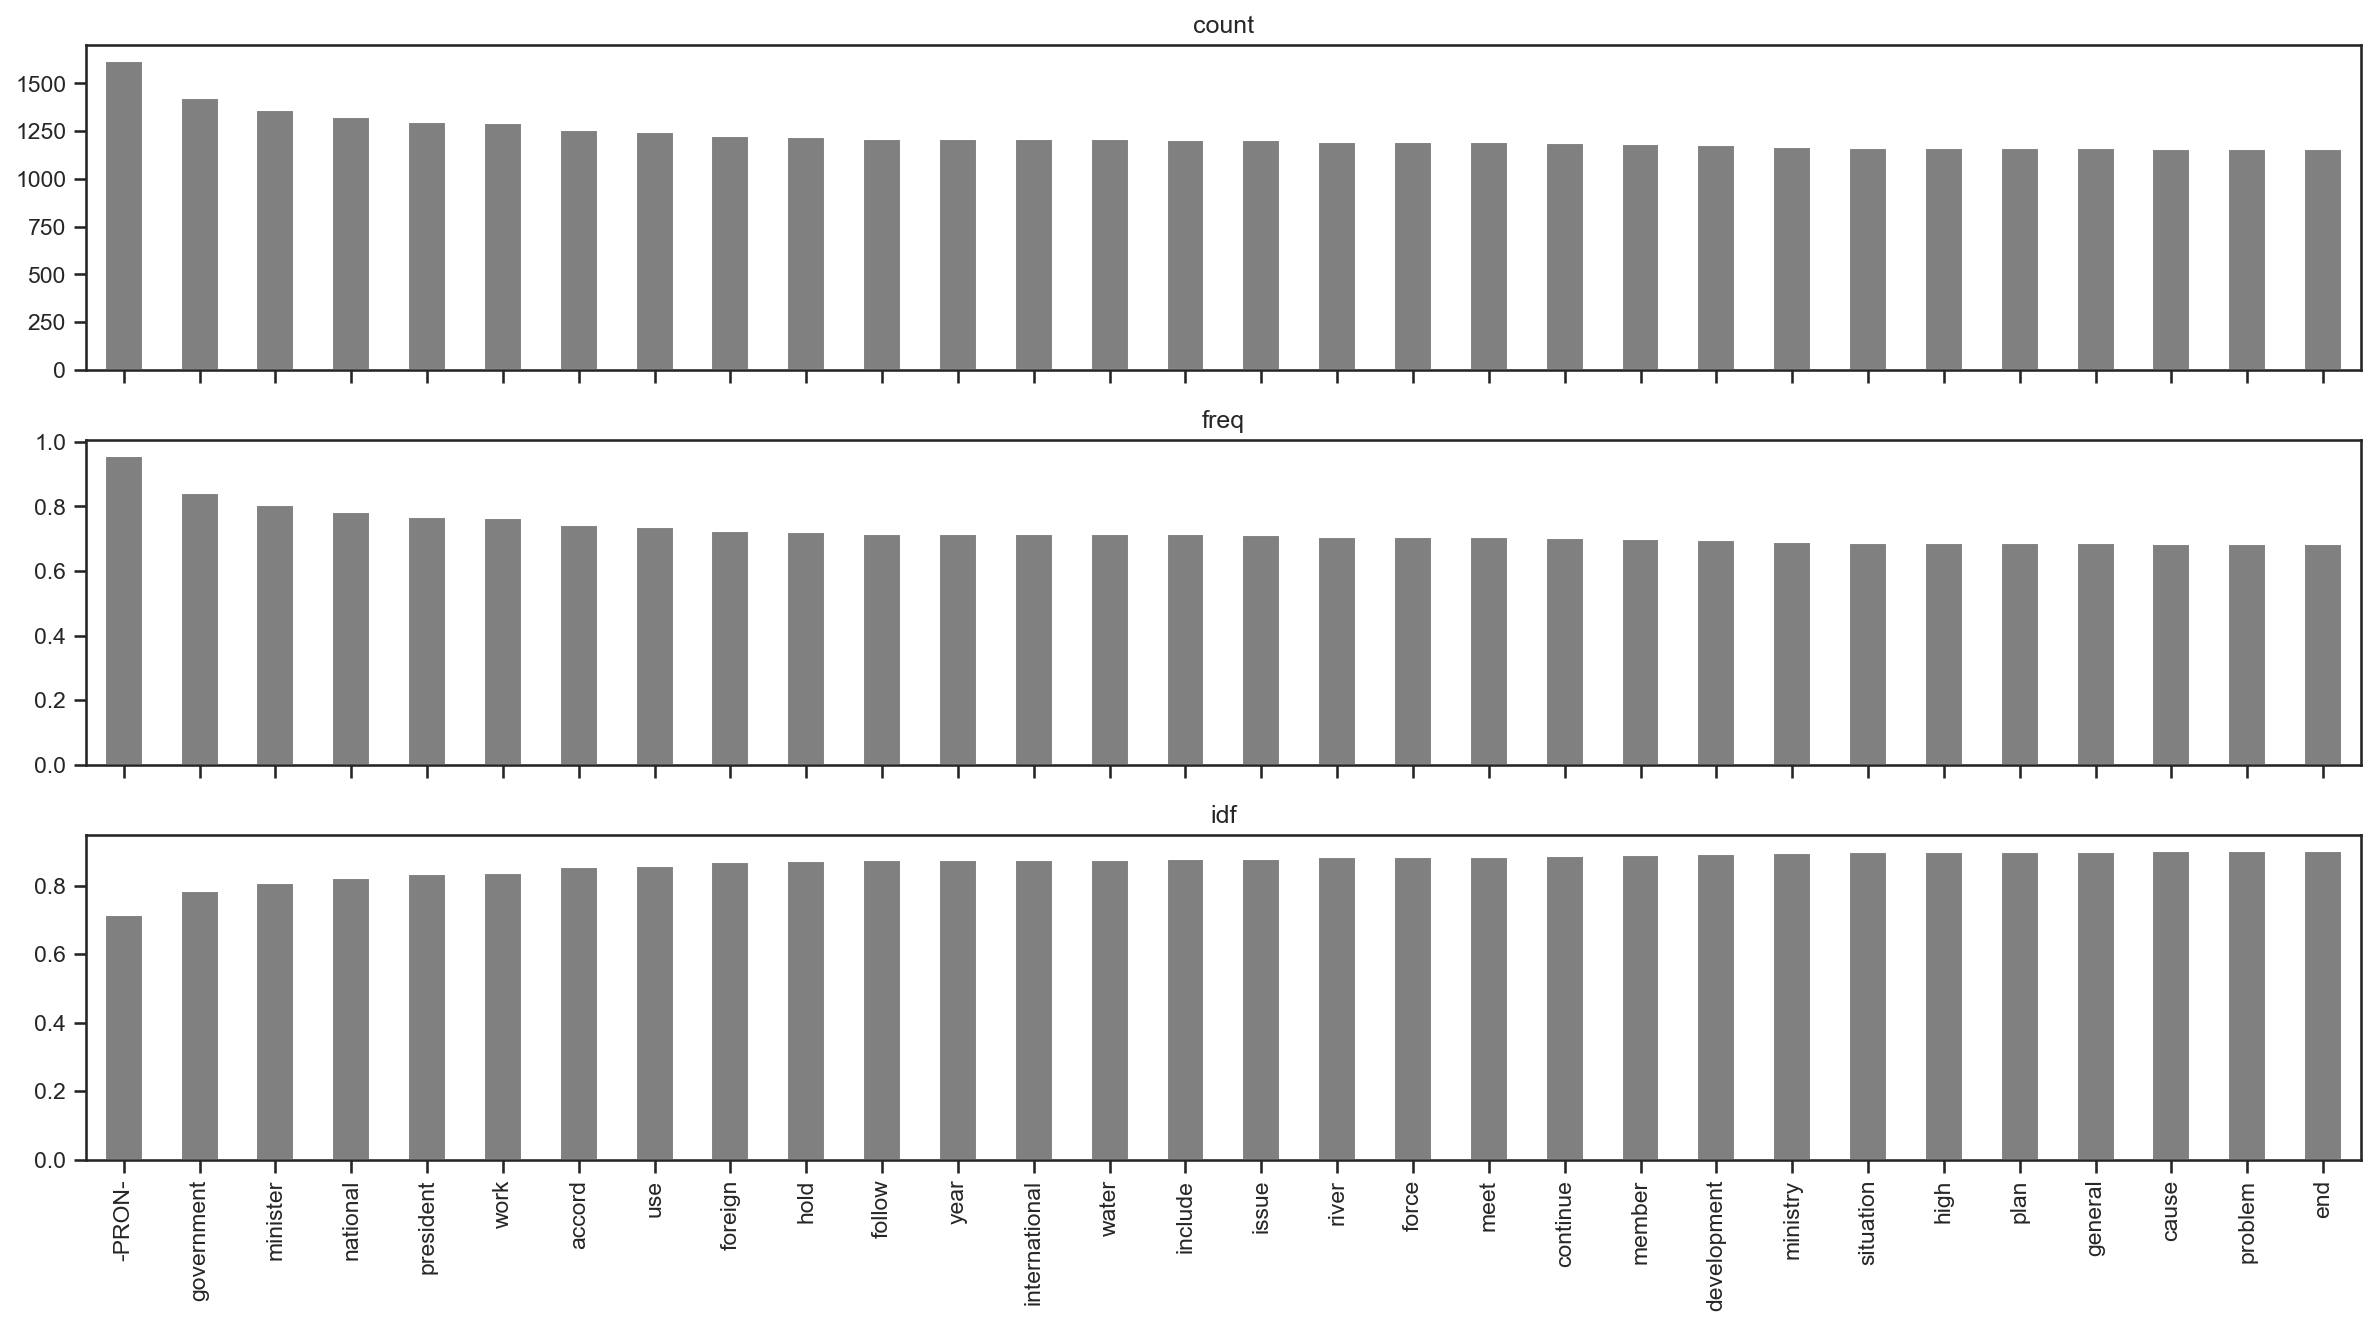 count
1500
1250
1000
750
500
250
0
freq
1.0
0.8
0.6
0.4
0.2
0.0
idf
0.8
0.6
0.4
0.2
0.0
-PRON-
government
minister
national
president
work
accord
use
foreign
hold
follow
year
international
water
include
issue
river
force
meet
continue
member
development
ministry
situation
high
plan
general
cause
problem
end